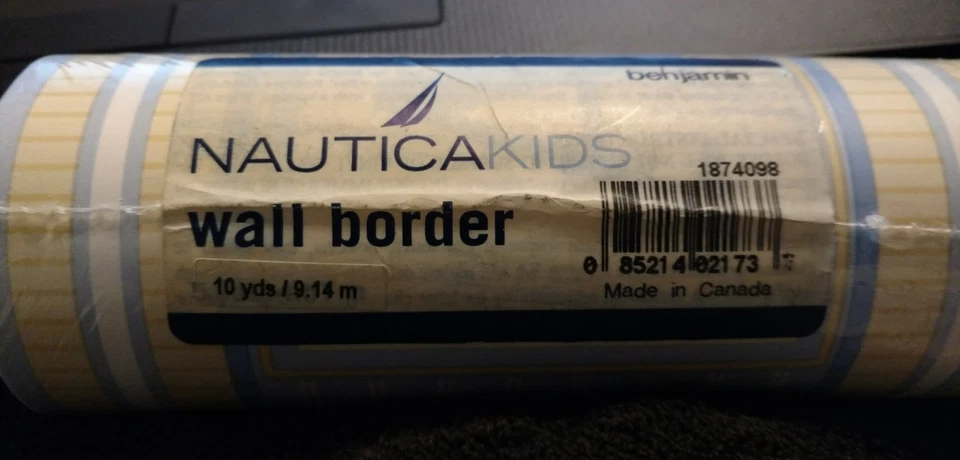 benjamin
NAUTICAKIDS
1874098
wall border
0 85214 02173
10 yds / 9.14 m
Made in Canada